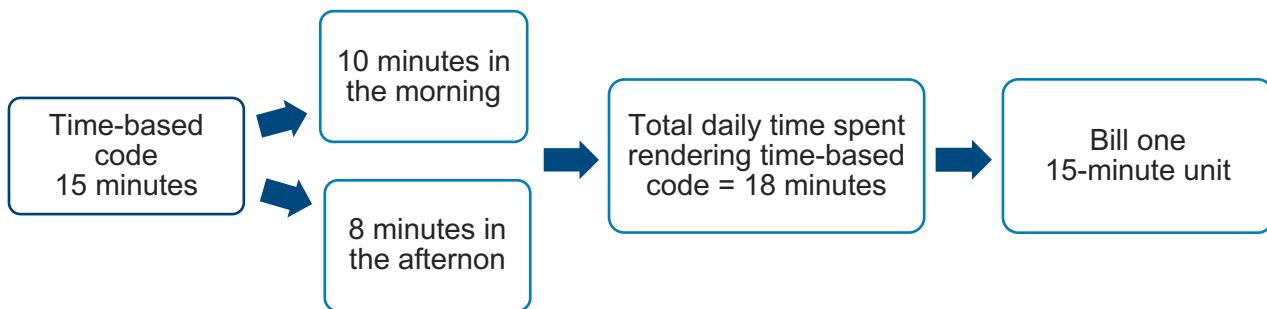 Time-based
code
15 minutes
10 minutes in
the morning
8 minutes in
the afternon
Total daily time spent
rendering time-based
code = 18 minutes
Bill one
15-minute unit